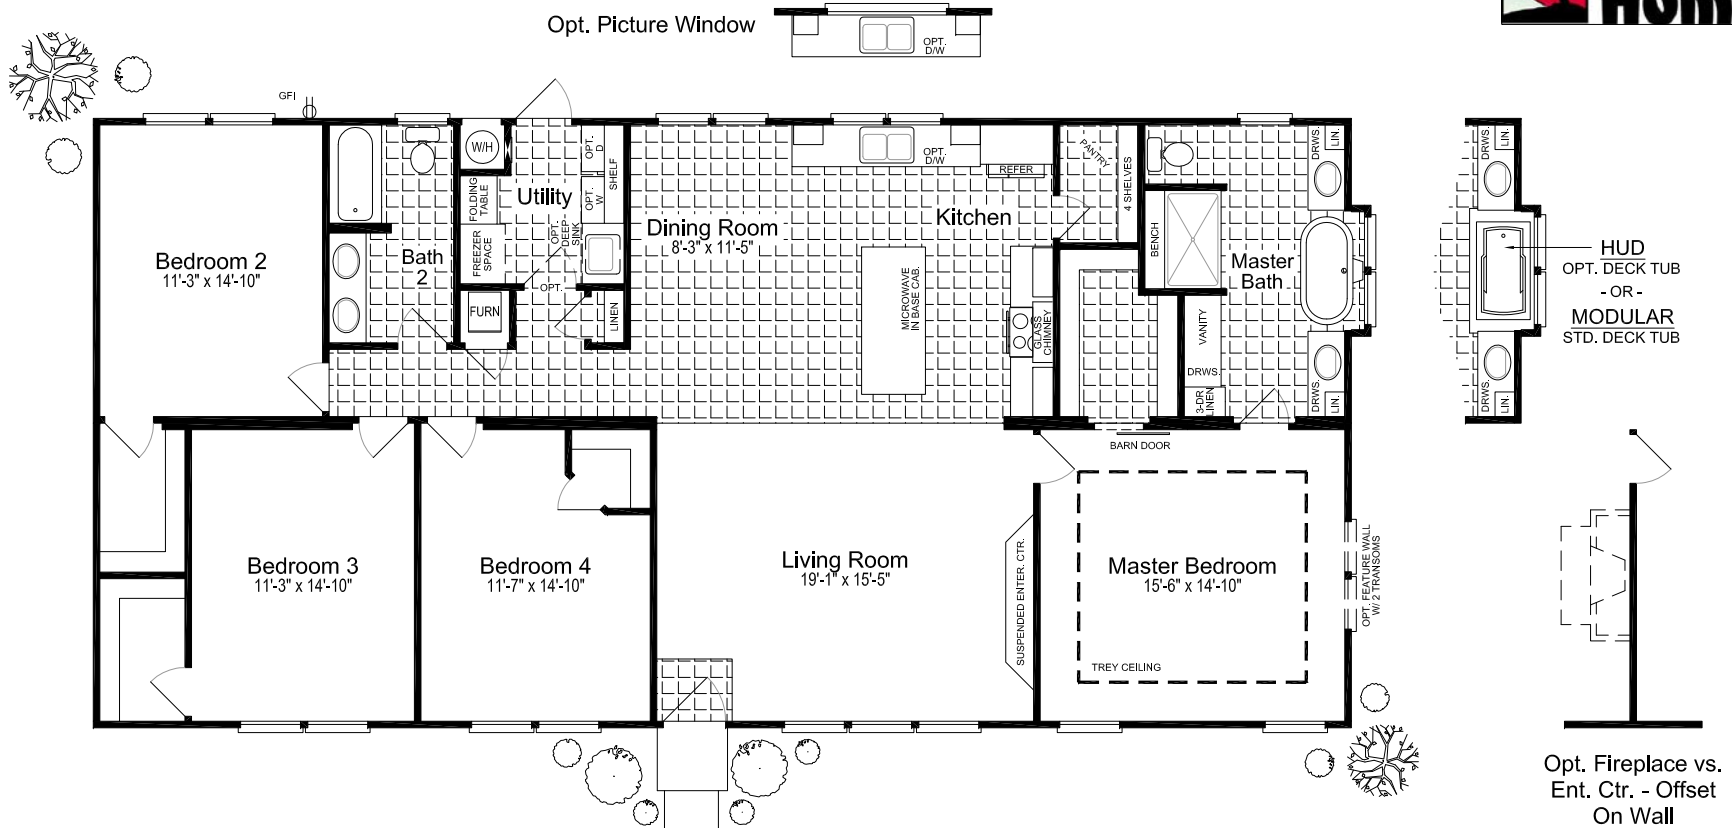 Opt. Picture Window
OPT.
D/W
GFI
W/H
FOLDING
TABLE
FREEZER
SPACE
Utility
OPT.
D
OPT.
W
SHELF
OPT.
DEEP
SINK
OPT.
FURN
LINEN
Bedroom 2
11'-3" x 14'-10"
Bath
2
Dining Room
8'-3" x 11'-5"
OPT.
D/W
REFER
Kitchen
MICROWAVE
IN BASE CAB.
GLASS
CHIMNEY
PANTRY
4 SHELVES
BENCH
VANITY
DRWS.
3-DR
LINEN
Master
Bath
DRWS.
LIN.
DRWS.
LIN.
BARN DOOR
DRWS.
LIN.
HUD
OPT. DECK TUB
- OR -
MODULAR
STD. DECK TUB
DRWS.
LIN.
Bedroom 3
11'-3" x 14'-10"
Bedroom 4
11'-7" x 14'-10"
Living Room
19'-1" x 15'-5"
SUSPENDED ENTER. CTR.
Master Bedroom
15'-6" x 14'-10"
TREY CEILING
OPT. FEATURE WALL
W/ 2 TRANSOMS
Opt. Fireplace vs.
Ent. Ctr. - Offset
On Wall